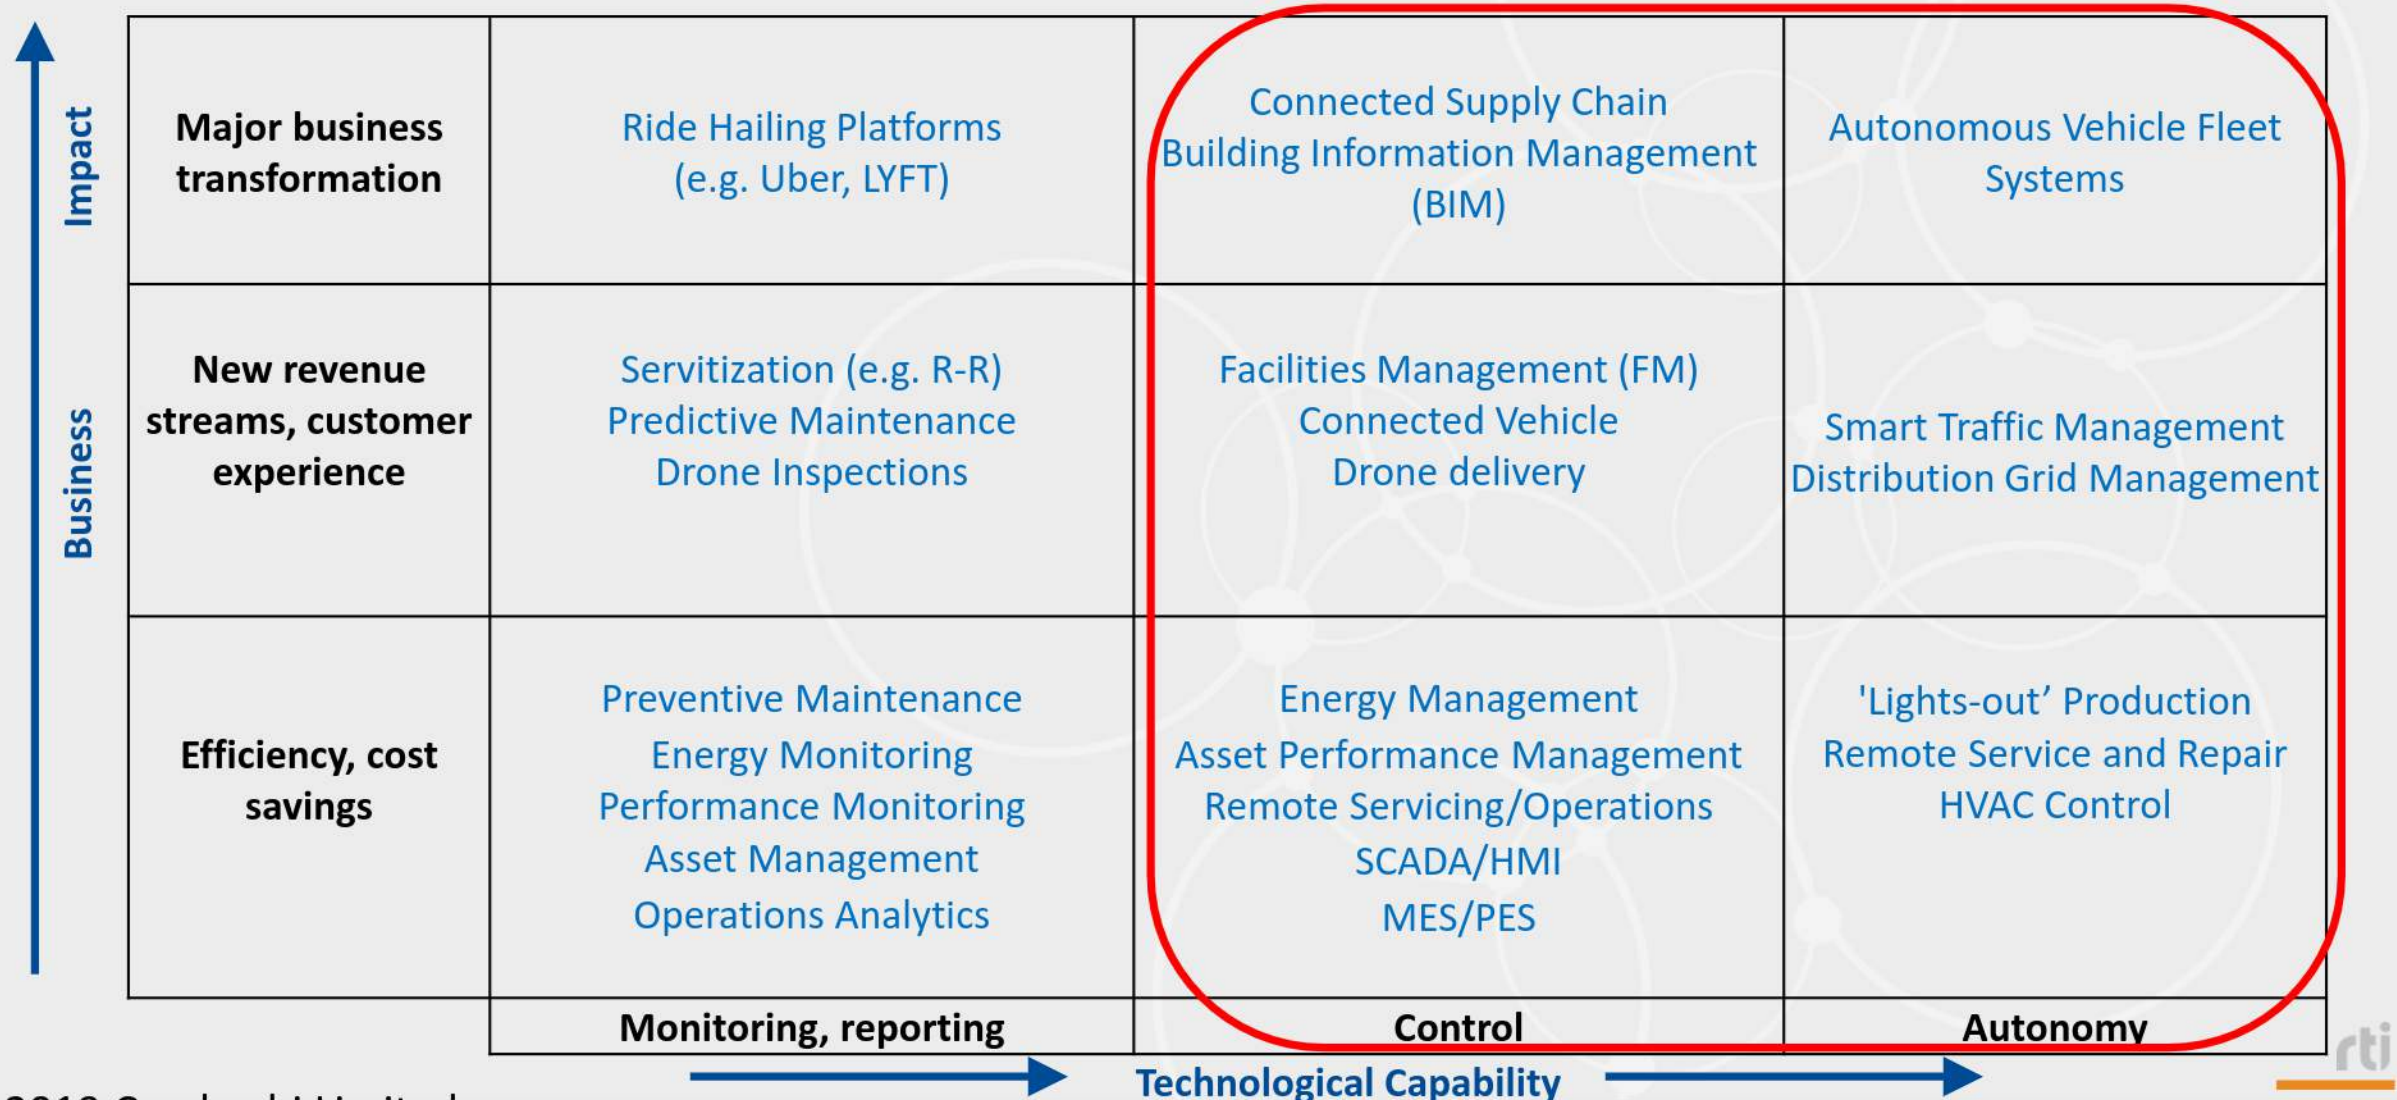 Impact
Business
Major business
transformation
Ride Hailing Platforms
(e.g. Uber, LYFT)
Connected Supply Chain
Building Information Management
(BIM)
Autonomous Vehicle Fleet
Systems
New revenue
streams, customer
experience
Servitization (e.g. R-R)
Predictive Maintenance
Drone Inspections
Facilities Management (FM)
Connected Vehicle
Drone delivery
Smart Traffic Management
Distribution Grid Management
Efficiency, cost
savings
Preventive Maintenance
Energy Monitoring
Performance Monitoring
Asset Management
Operations Analytics
Energy Management
Asset Performance Management
Remote Servicing/Operations
SCADA/HMI
MES/PES
'Lights-out’ Production
Remote Service and Repair
HVAC Control
Monitoring, reporting
Control
Autonomy
Technological Capability
rti